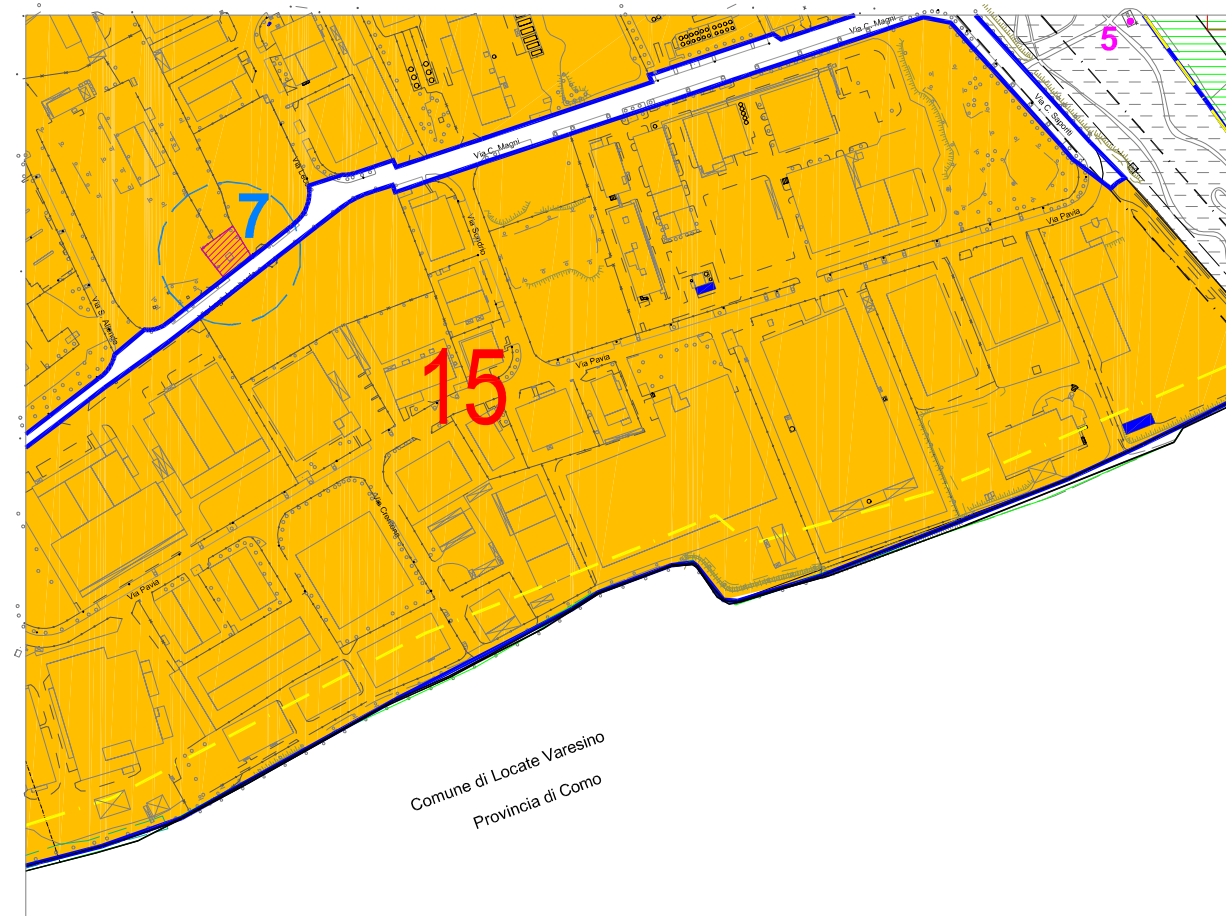 Via C. Magni
5
Via C. Saporiti
Via C. Magni
7
Via Sondrio
Via Pavia
Via S. Allende
15
Via Pavia
Via Pavia
Comune di Locate Varesino
Provincia di Como